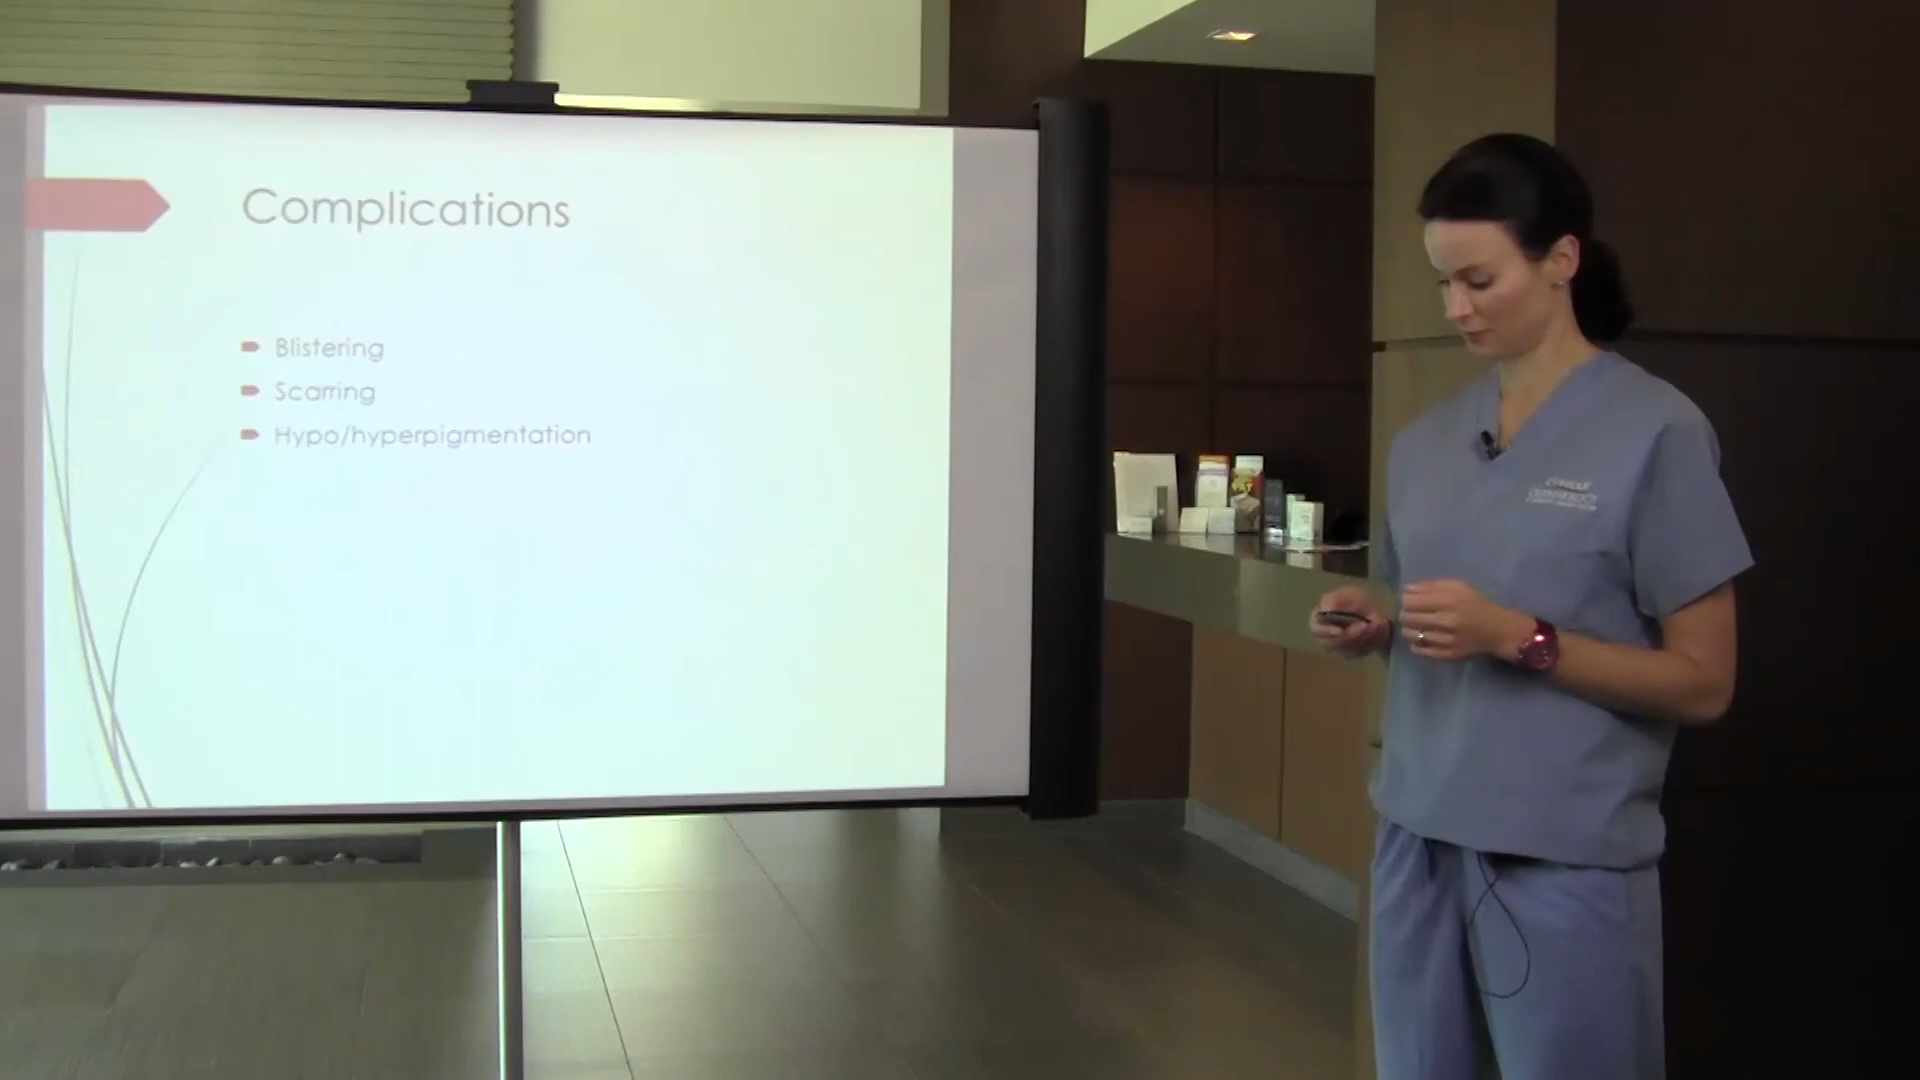 Complications
Blistering
Scarring
Hypo/hyperpigmentation